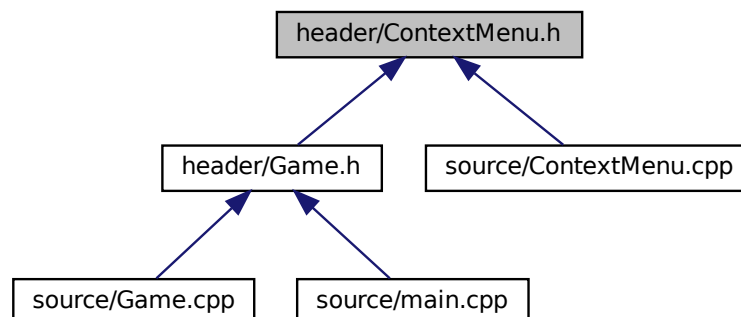 header/ContextMenu.h
header/Game.h
source/ContextMenu.cpp
source/Game.cpp
source/main.cpp